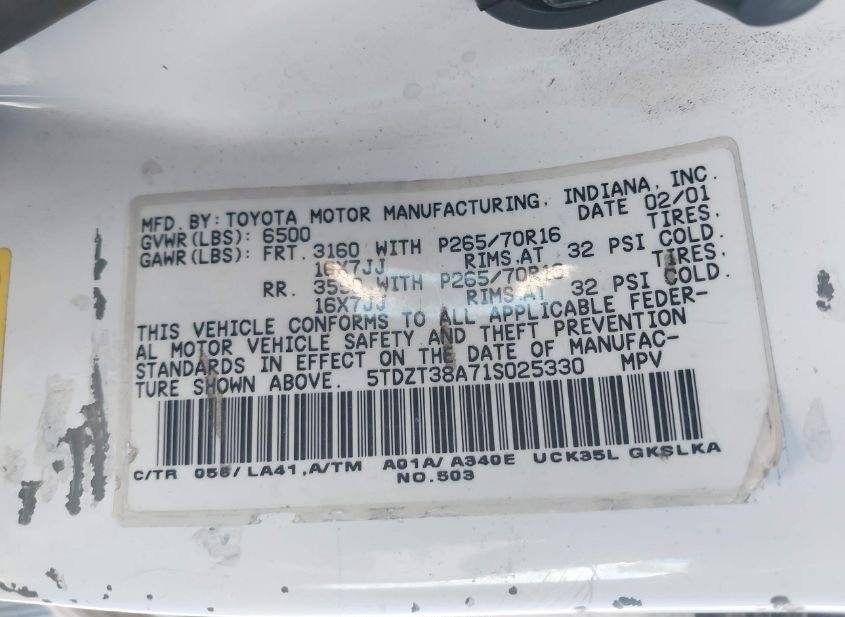 MFD. BY: TOYOTA MOTOR MANUFACTURING, INDIANA, INC.
GVWR(LBS): 6500 DATE 02/01
GAWR(LBS): FRT. 3160 WITH P265/70R16 TIRES,
16X7JJ RIMS,AT 32 PSI COLD.
RR. WITH P265/70R16 TIRES,
16X7JJ RIMS,AT 32 PSI COLD.
THIS VEHICLE CONFORMS TO ALL APPLICABLE FEDER-
AL MOTOR VEHICLE SAFETY AND THEFT PREVENTION
STANDARDS IN EFFECT ON THE DATE OF MANUFAC-
TURE SHOWN ABOVE. 5TDZT38A71S025330 MPV
C/TR 056/ LA41,A/TM A01A/ A340E UCK35L GKSLKA
NO.503